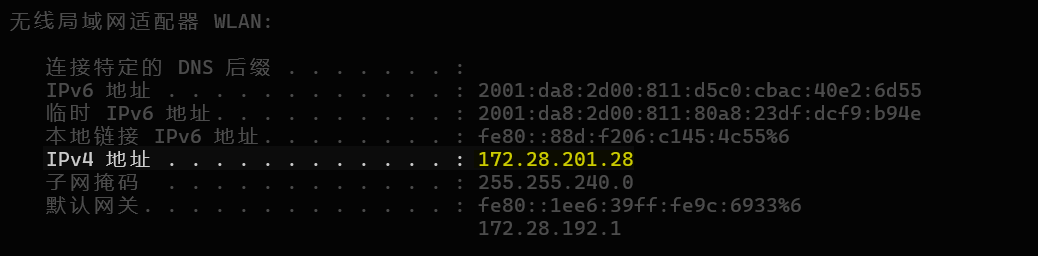 无线局域网适配器 WLAN:
连接特定的 DNS 后缀 . . . . . . . :
IPv6 地址 . . . . . . . . . . . . : 2001:da8:2d00:811:d5c0:cbac:40e2:6d55
临时 IPv6 地址. . . . . . . . . . : 2001:da8:2d00:811:80a8:23df:dcf9:b94e
本地链接 IPv6 地址. . . . . . . . : fe80::88d:f206:c145:4c55%6
IPv4 地址 . . . . . . . . . . . . : 172.28.201.28
子网掩码  . . . . . . . . . . . . : 255.255.240.0
默认网关. . . . . . . . . . . . . : fe80::1ee6:39ff:fe9c:6933%6
172.28.192.1